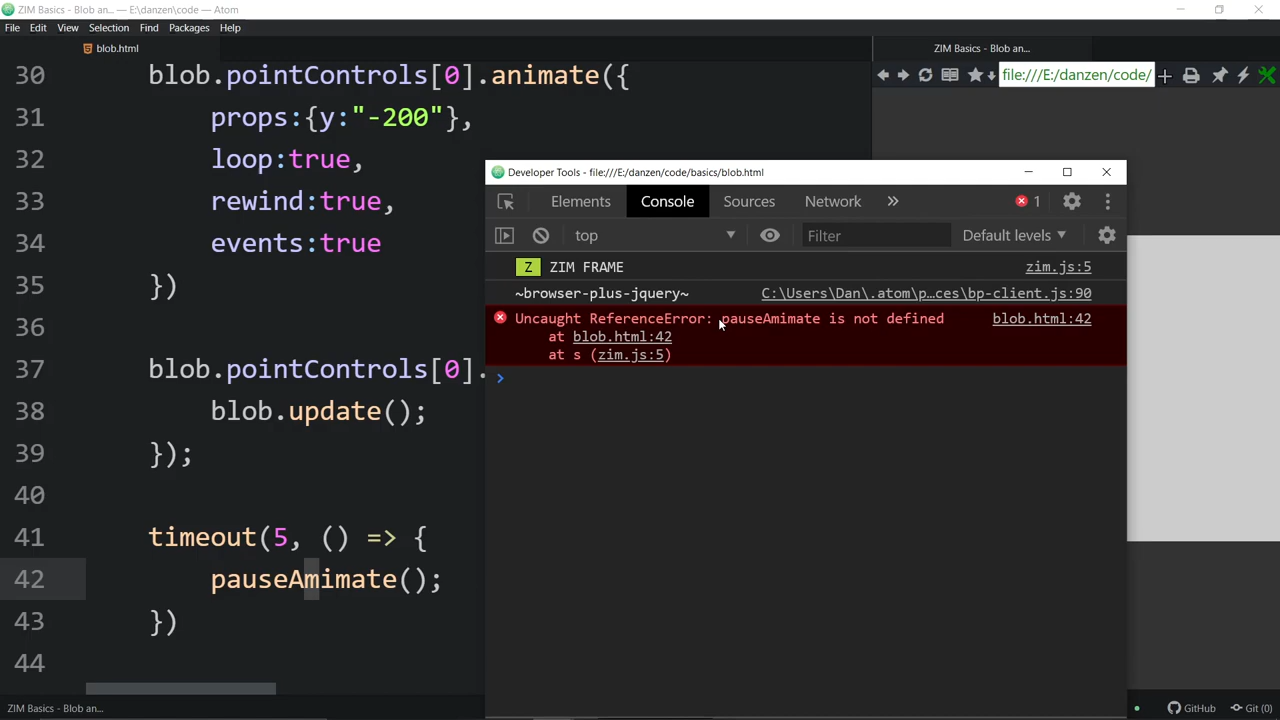 ZIM Basics - Blob an... — E:\danzen\code — Atom
File Edit View Selection Find Packages Help
blob.html
ZIM Basics - Blob an...
file:///E:/danzen/code/
30 blob.pointControls[0].animate({
31 props:{y:"-200"},
32 loop:true,
33 rewind:true,
34 events:true
35 })
36
37 blob.pointControls[0].
38 blob.update();
39 });
40
41 timeout(5, () => {
42 pauseAmimate();
43 })
44
Developer Tools - file:///E:/danzen/code/basics/blob.html
Elements Console Sources Network » 1
top Filter Default levels
Z ZIM FRAME zim.js:5
~browser-plus-jquery~ C:\Users\Dan\.atom\p…ces\bp-client.js:90
Uncaught ReferenceError: pauseAmimate is not defined blob.html:42
at blob.html:42
at s (zim.js:5)
ZIM Basics - Blob an...
GitHub Git (0)